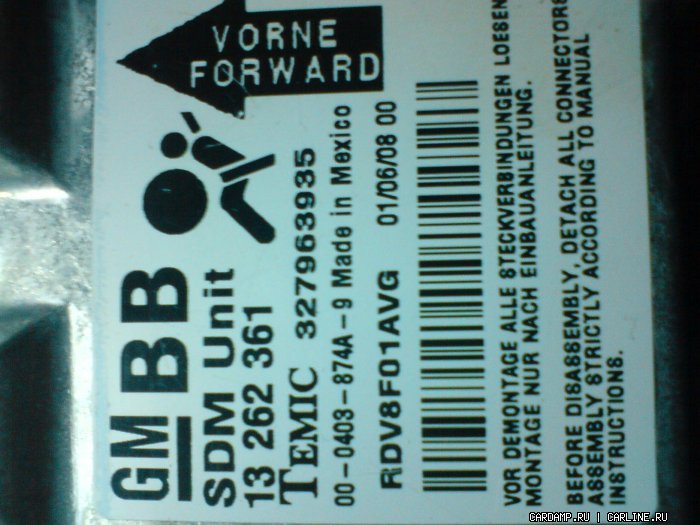 VORNE
FORWARD
GM BB
SDM Unit
13 262 361
TEMIC 327963935
00-0403-874A-9 Made in Mexico
RDV8F01AVG 01/06/08 00
VOR DEMONTAGE ALLE STECKVERBINDUNGEN LOESEN
MONTAGE NUR NACH EINBAUANLEITUNG.
BEFORE DISASSEMBLY, DETACH ALL CONNECTORS
ASSEMBLY STRICTLY ACCORDING TO MANUAL
INSTRUCTIONS.
CARDAMP.RU | CARLINE.RU